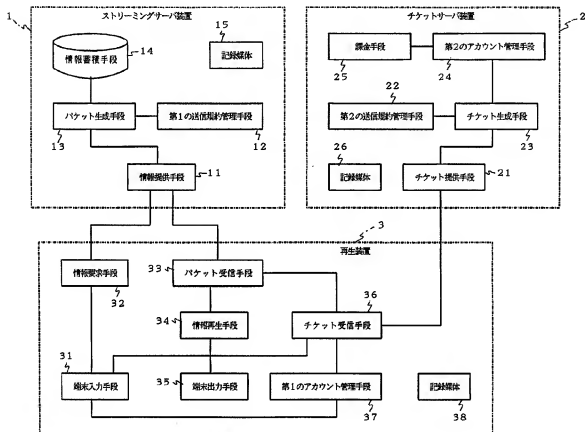 1
ストリーミングサーバ装置
情報蓄積手段
14
15
記録媒体
パケット生成手段
13
第1の送信規約管理手段
12
情報提供手段
11
チケットサーバ装置
2
課金手段
25
第2のアカウント管理手段
24
22
第2の送信規約管理手段
チケット生成手段
23
26
記録媒体
チケット提供手段
21
3
再生装置
情報要求手段
32
33
パケット受信手段
34
情報再生手段
36
チケット受信手段
31
端末入力手段
35
端末出力手段
第1のアカウント管理手段
37
記録媒体
38